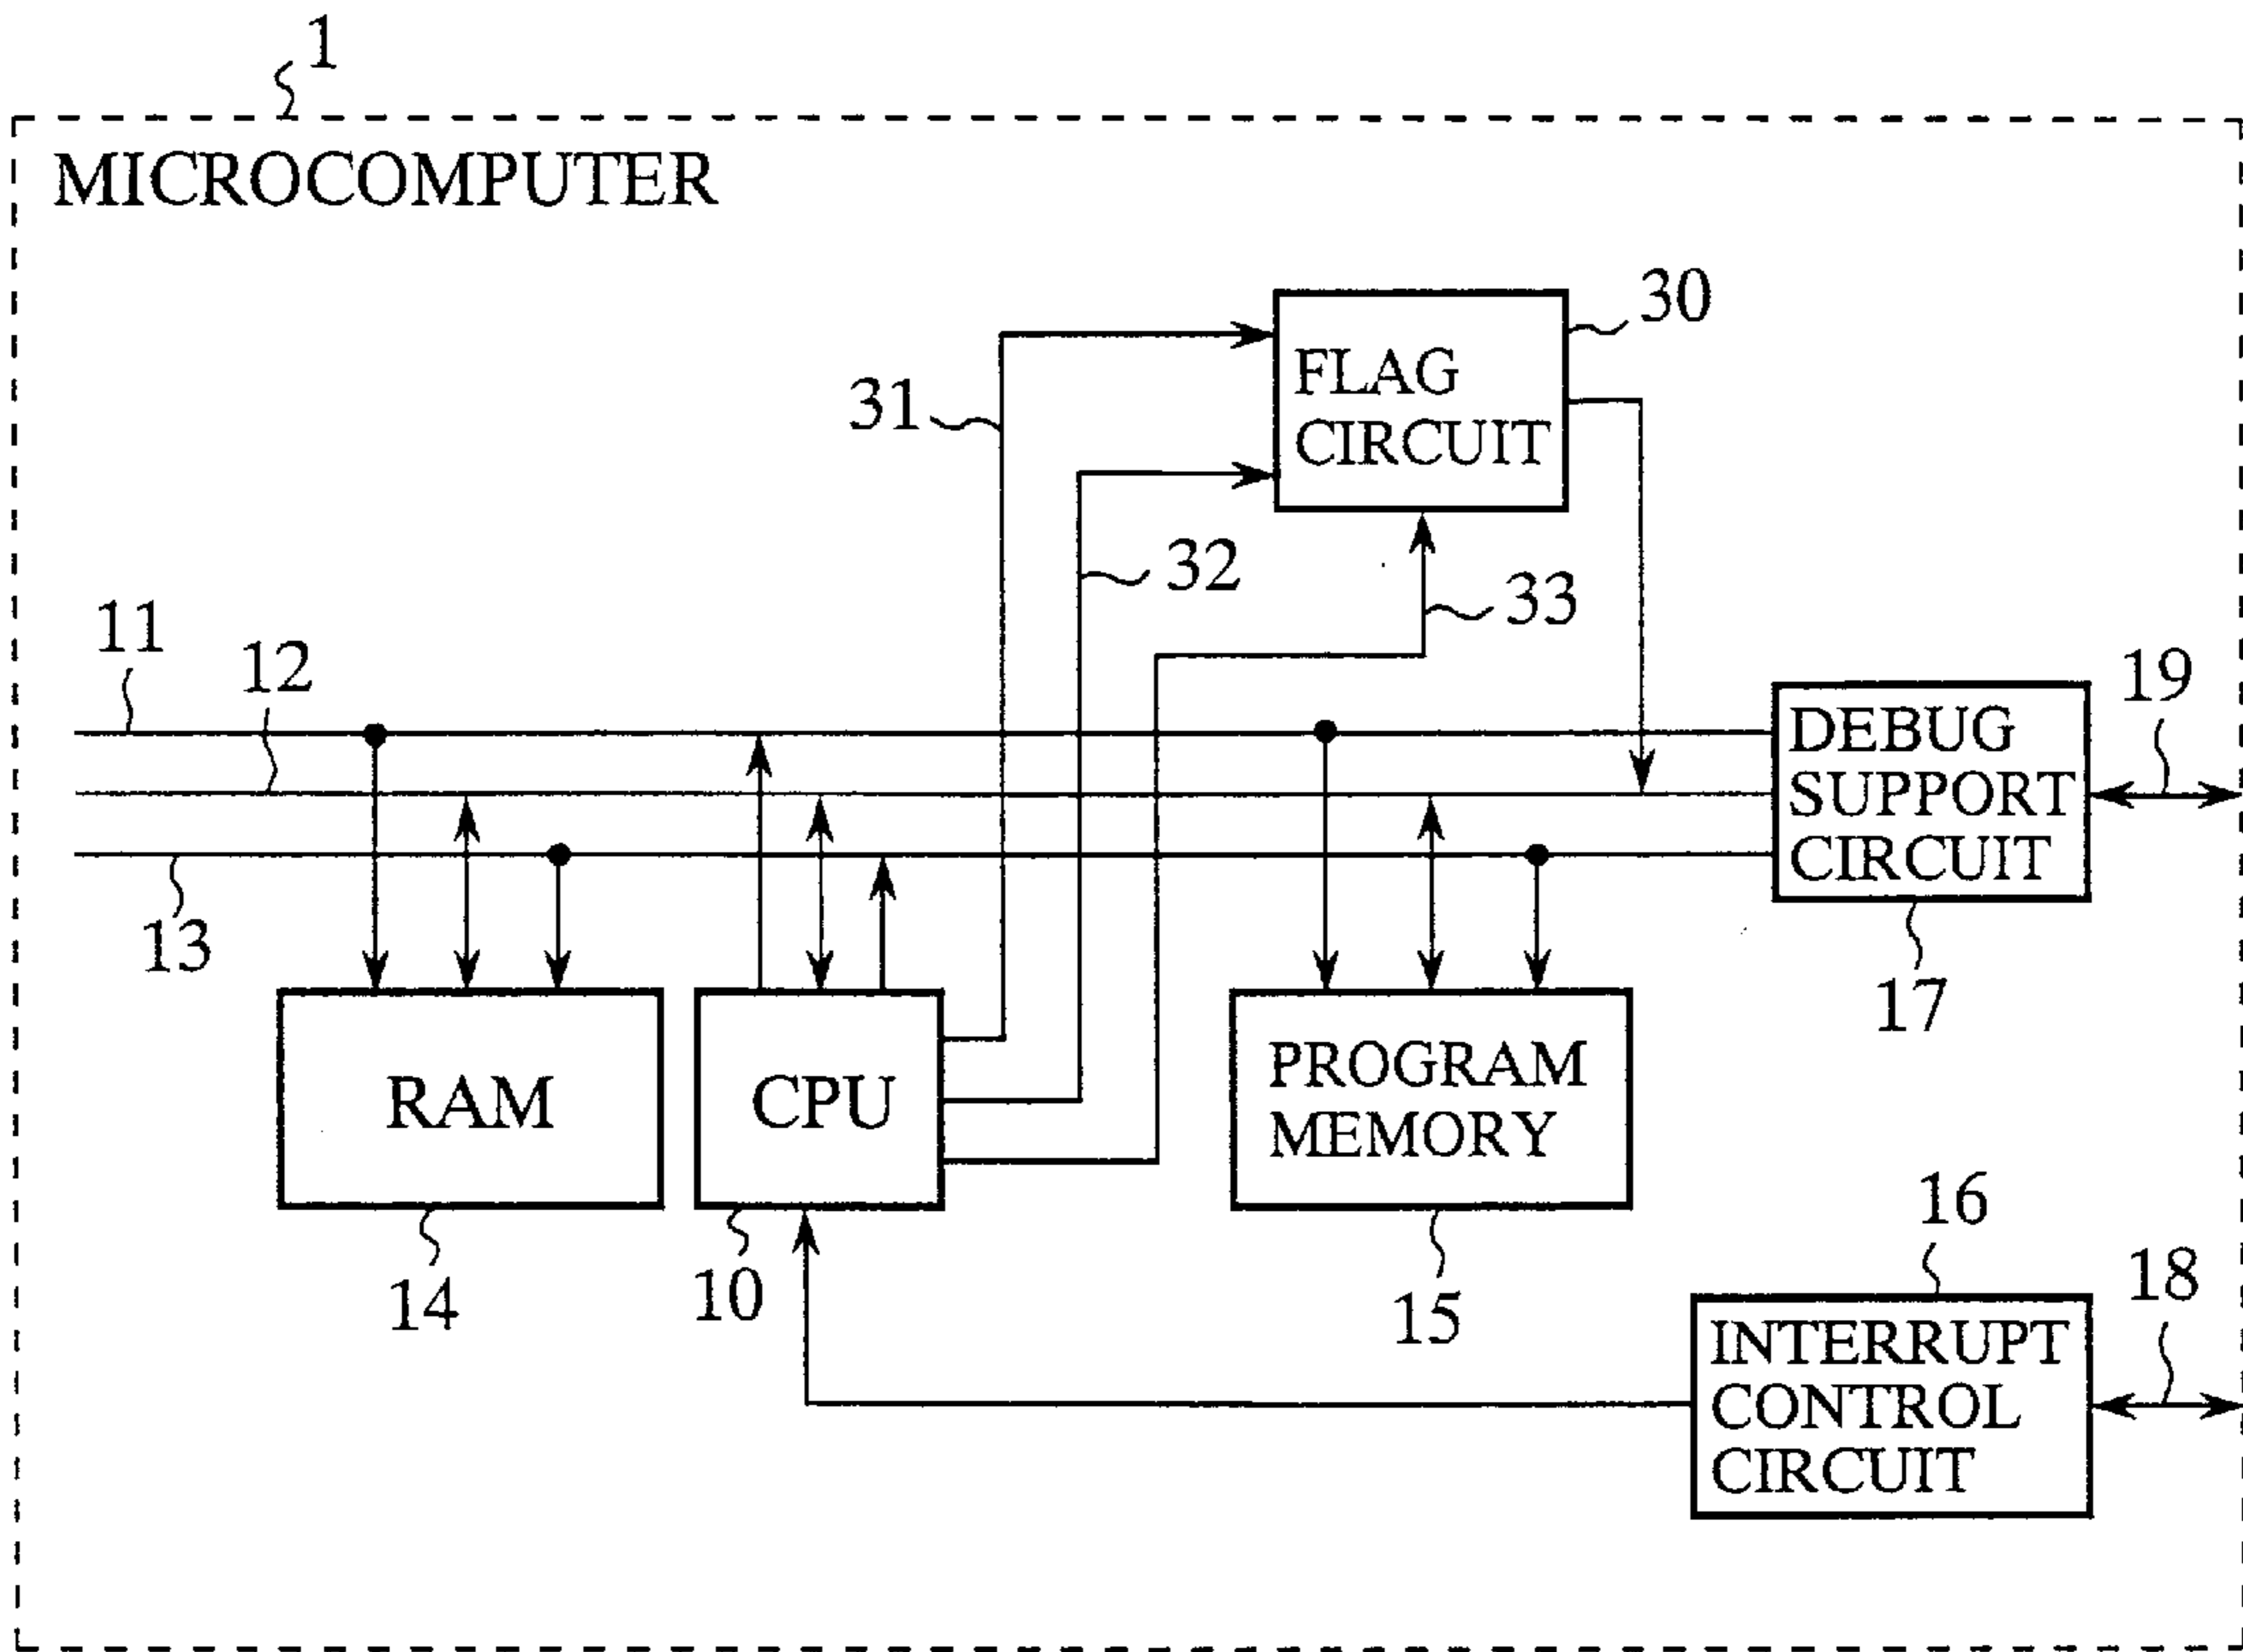 1
MICROCOMPUTER
30
FLAG
CIRCUIT
31
32
33
11
12
19
DEBUG
SUPPORT
CIRCUIT
13
17
RAM
CPU
PROGRAM
MEMORY
16
14
10
15
18
INTERRUPT
CONTROL
CIRCUIT